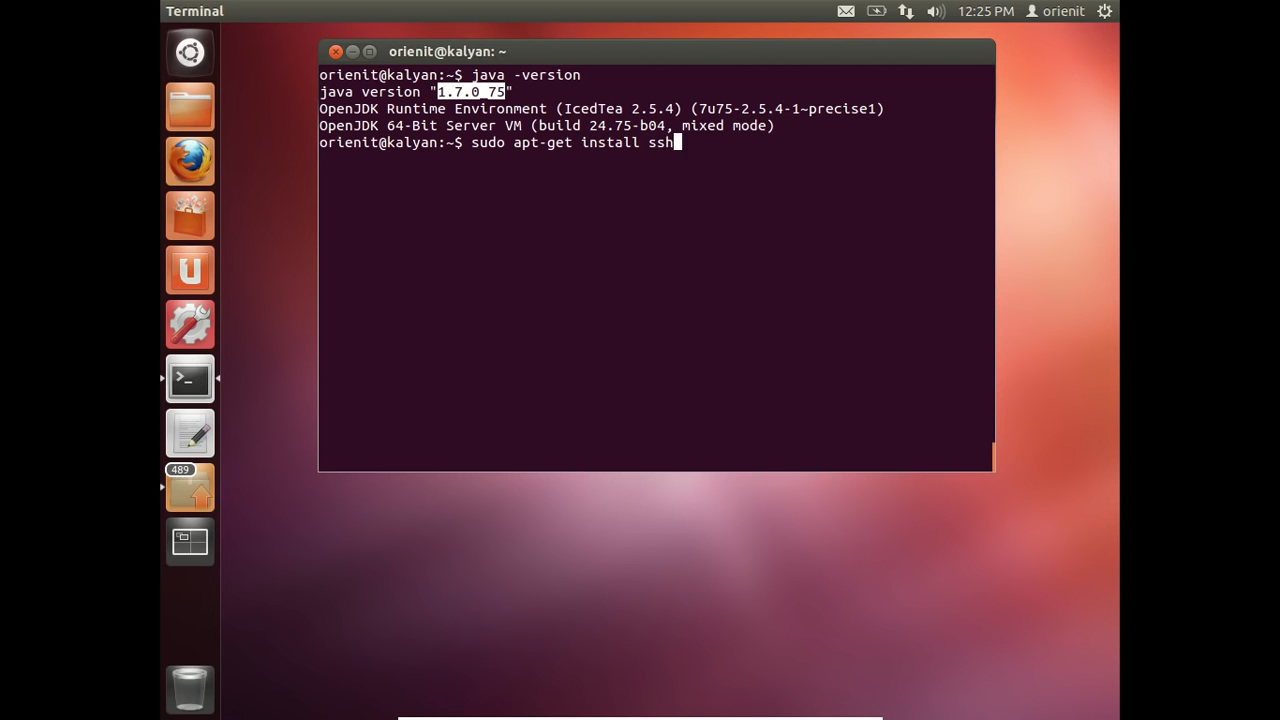 Terminal
12:25 PM orienit
orienit@kalyan: ~
orienit@kalyan:~$ java -version
java version "1.7.0_75"
OpenJDK Runtime Environment (IcedTea 2.5.4) (7u75-2.5.4-1~precise1)
OpenJDK 64-Bit Server VM (build 24.75-b04, mixed mode)
orienit@kalyan:~$ sudo apt-get install ssh
489